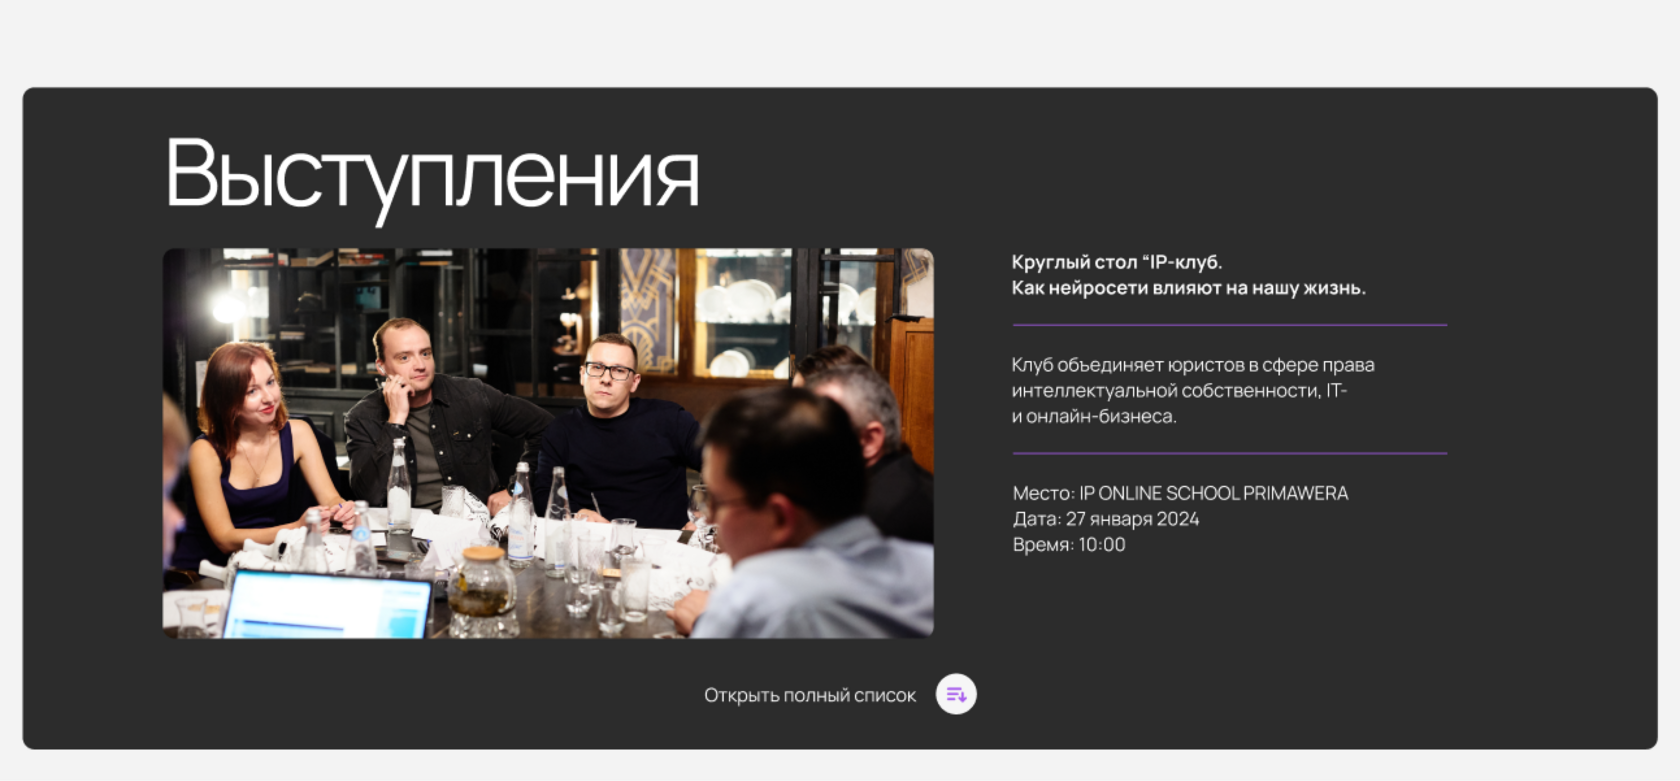 Выступления
Круглый стол “IP-клуб.
Как нейросети влияют на нашу жизнь.
Клуб объединяет юристов в сфере права
интеллектуальной собственности, IT-
и онлайн-бизнеса.
Место: IP ONLINE SCHOOL PRIMAWERA
Дата: 27 января 2024
Время: 10:00
Открыть полный список